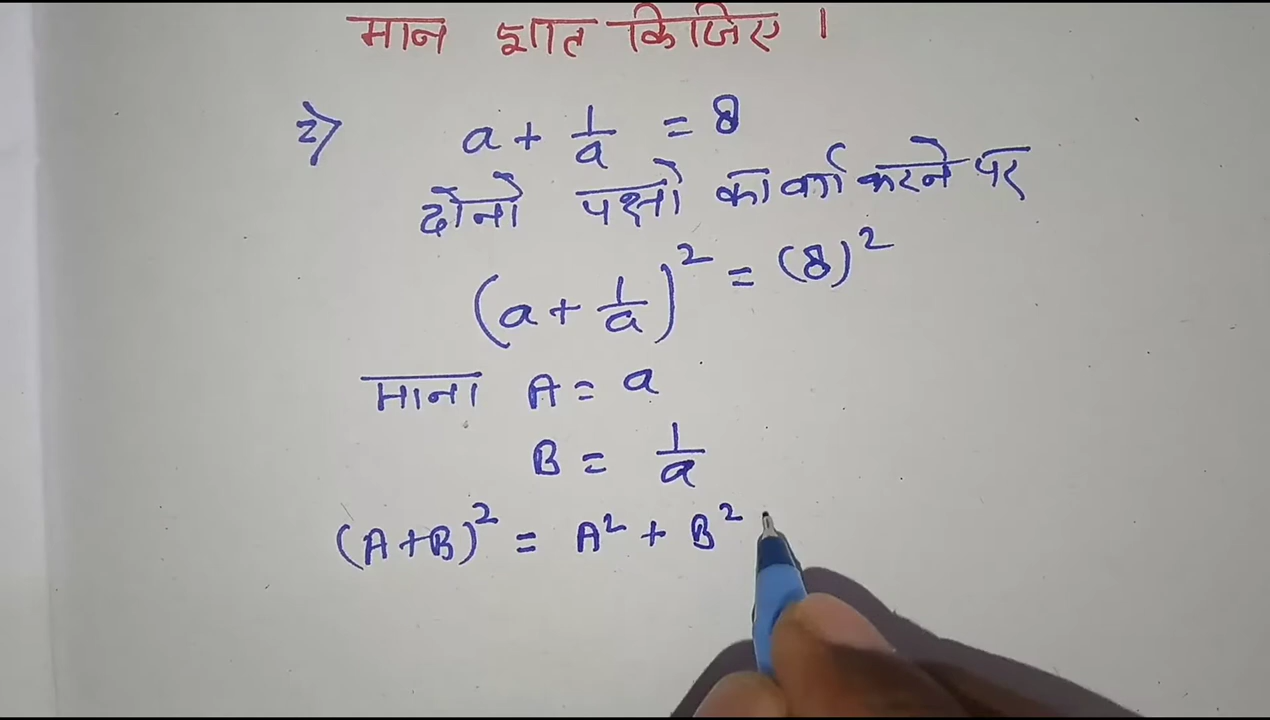 मान ज्ञात किजिए ।
2) a + 1/a = 8
दोनो पक्षो का वर्ग करने पर
(a + 1/a)² = (8)²
माना A = a
B = 1/a
(A+B)² = A² + B²